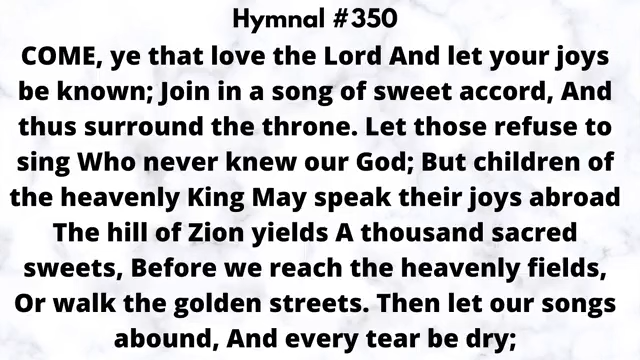 Hymnal #350
COME, ye that love the Lord And let your joys
be known; Join in a song of sweet accord, And
thus surround the throne. Let those refuse to
sing Who never knew our God; But children of
the heavenly King May speak their joys abroad
The hill of Zion yields A thousand sacred
sweets, Before we reach the heavenly fields,
Or walk the golden streets. Then let our songs
abound, And every tear be dry;